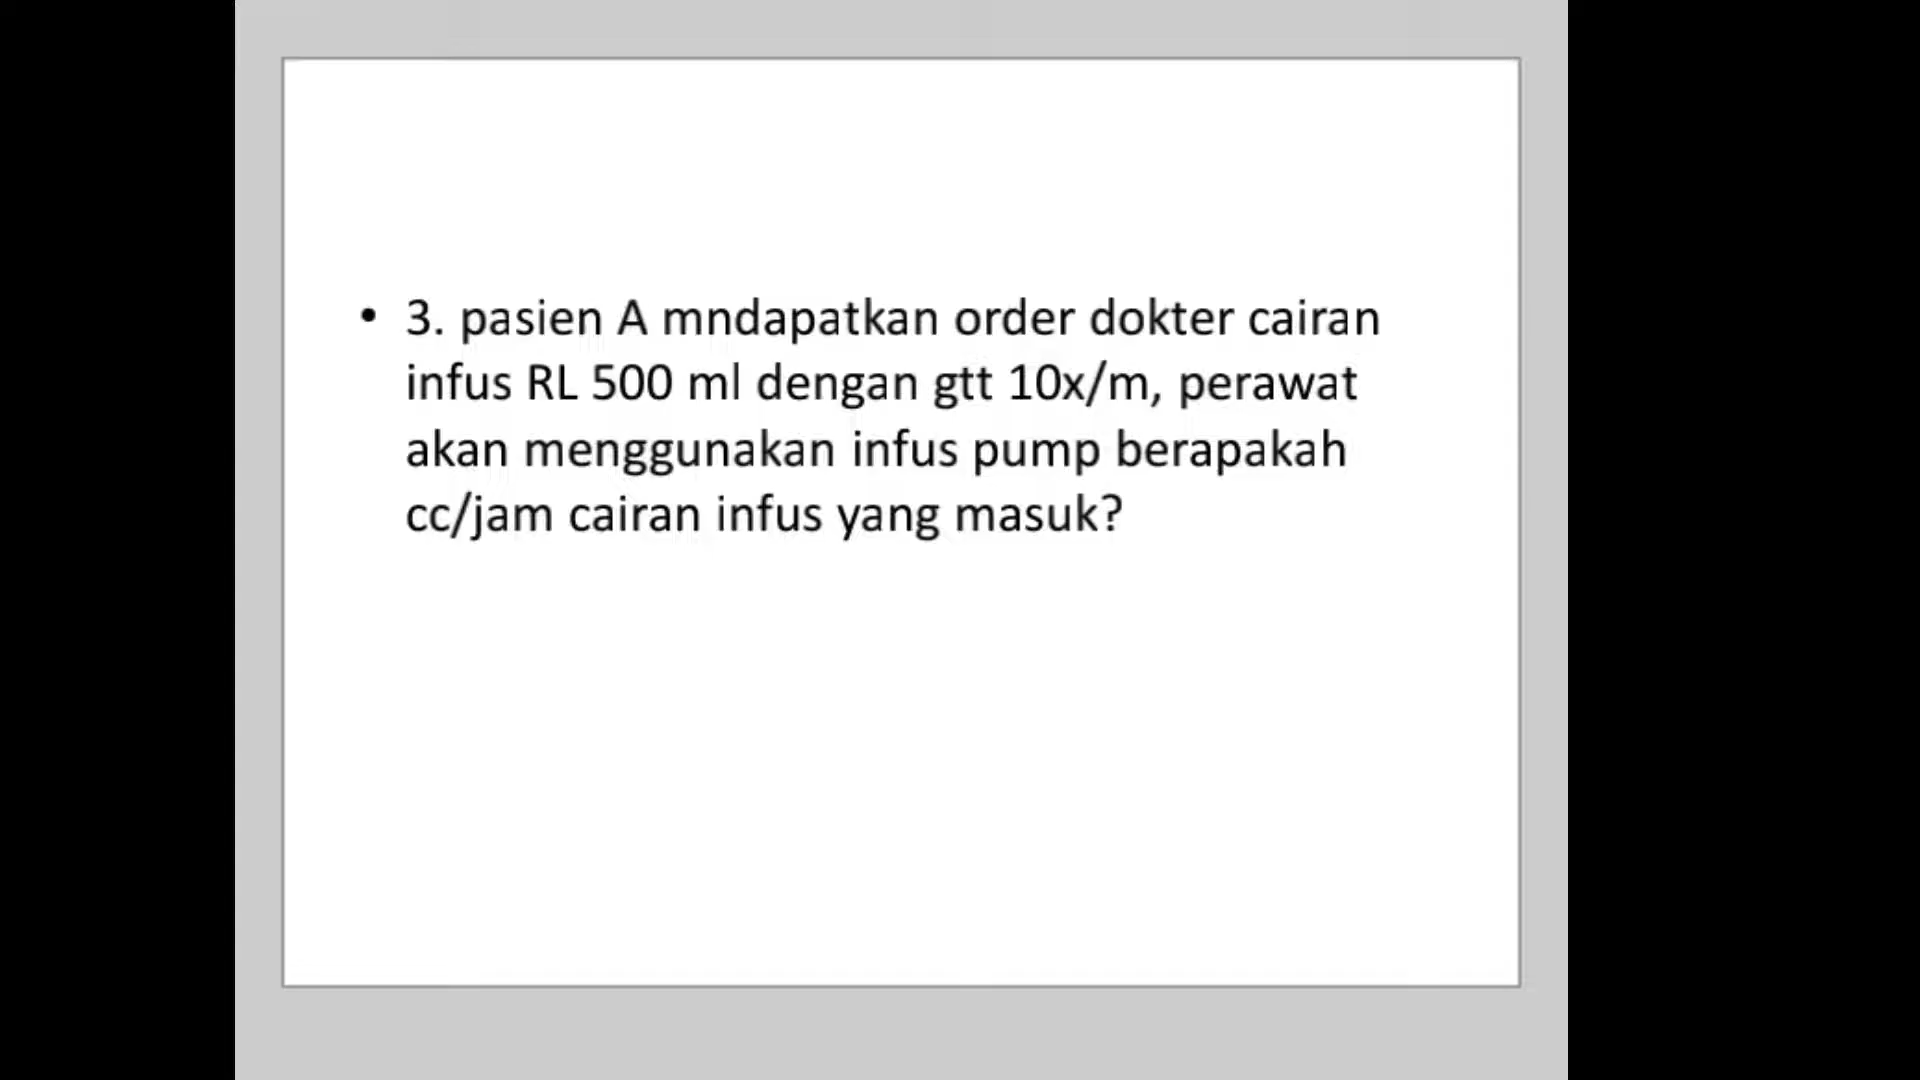 • 3. pasien A mndapatkan order dokter cairan
infus RL 500 ml dengan gtt 10x/m, perawat
akan menggunakan infus pump berapakah
cc/jam cairan infus yang masuk?